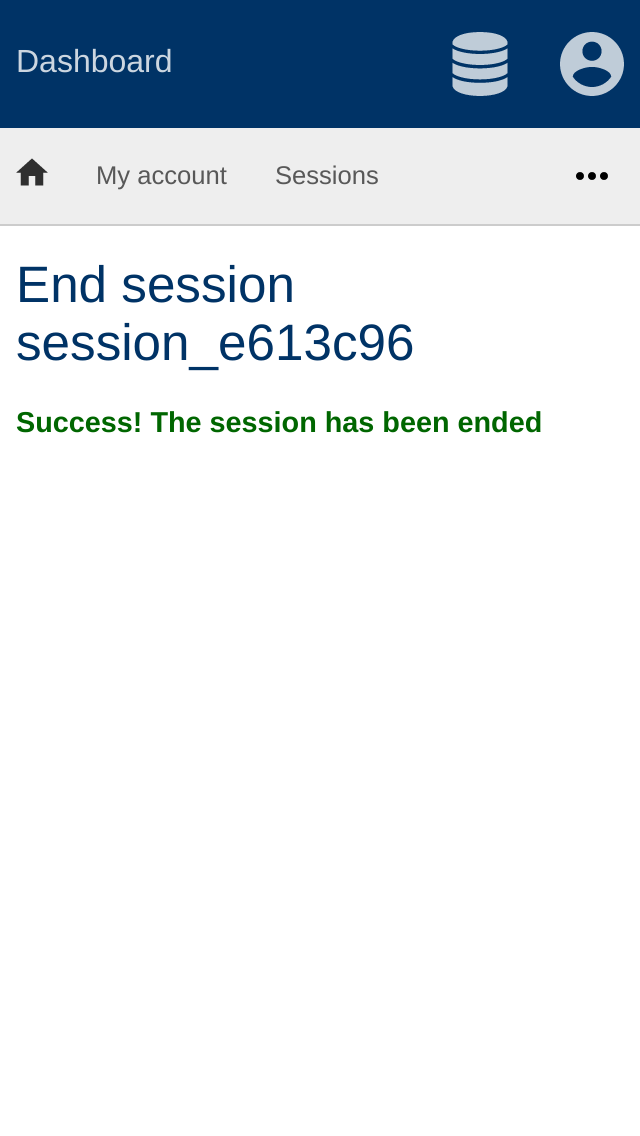 Dashboard
My account Sessions
End session
session_e613c96
Success! The session has been ended